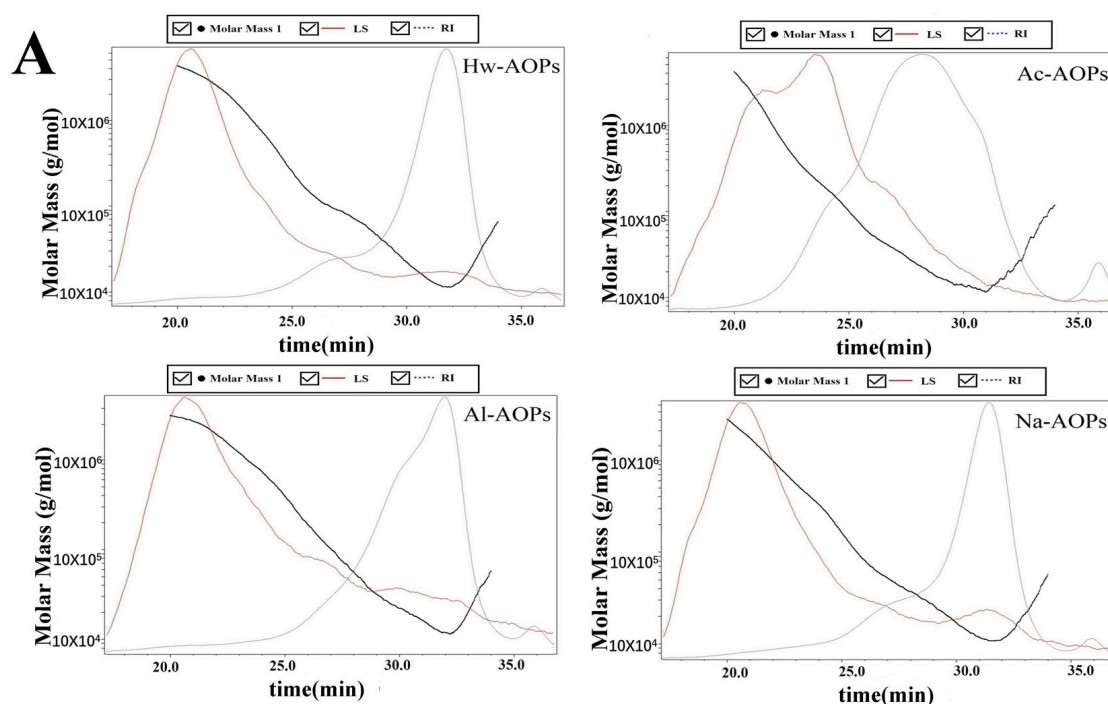 A
Molar Mass 1 LS RI
Hw-AOPs
10X10⁶
10X10⁵
10X10⁴
Molar Mass (g/mol)
20.0 25.0 30.0 35.0
time(min)
Molar Mass 1 LS RI
Ac-AOPs
10X10⁶
10X10⁵
10X10⁴
Molar Mass (g/mol)
20.0 25.0 30.0 35.0
time(min)
Molar Mass 1 LS RI
Al-AOPs
10X10⁶
10X10⁵
10X10⁴
Molar Mass (g/mol)
20.0 25.0 30.0 35.0
time(min)
Molar Mass 1 LS RI
Na-AOPs
10X10⁶
10X10⁵
10X10⁴
Molar Mass (g/mol)
20.0 25.0 30.0 35.0
time(min)